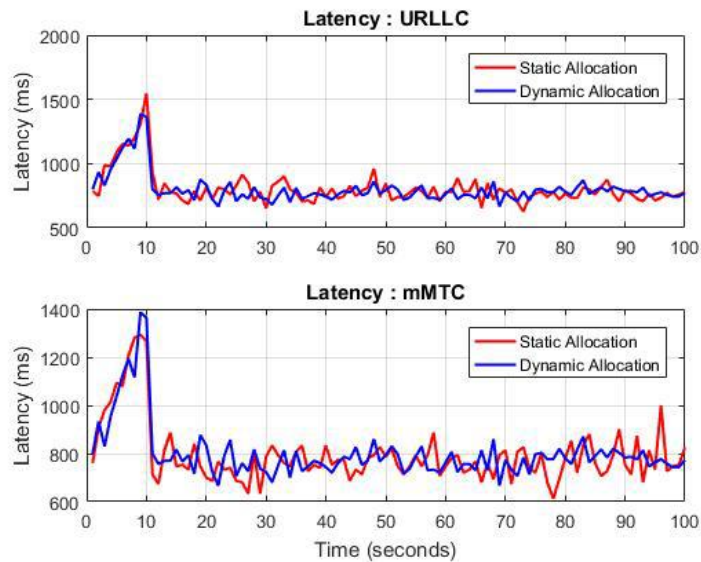 Latency : URLLC
2000
1500
1000
500
Latency (ms)
Static Allocation
Dynamic Allocation
0 10 20 30 40 50 60 70 80 90 100
Latency : mMTC
1400
1200
1000
800
600
Latency (ms)
Static Allocation
Dynamic Allocation
0 10 20 30 40 50 60 70 80 90 100
Time (seconds)